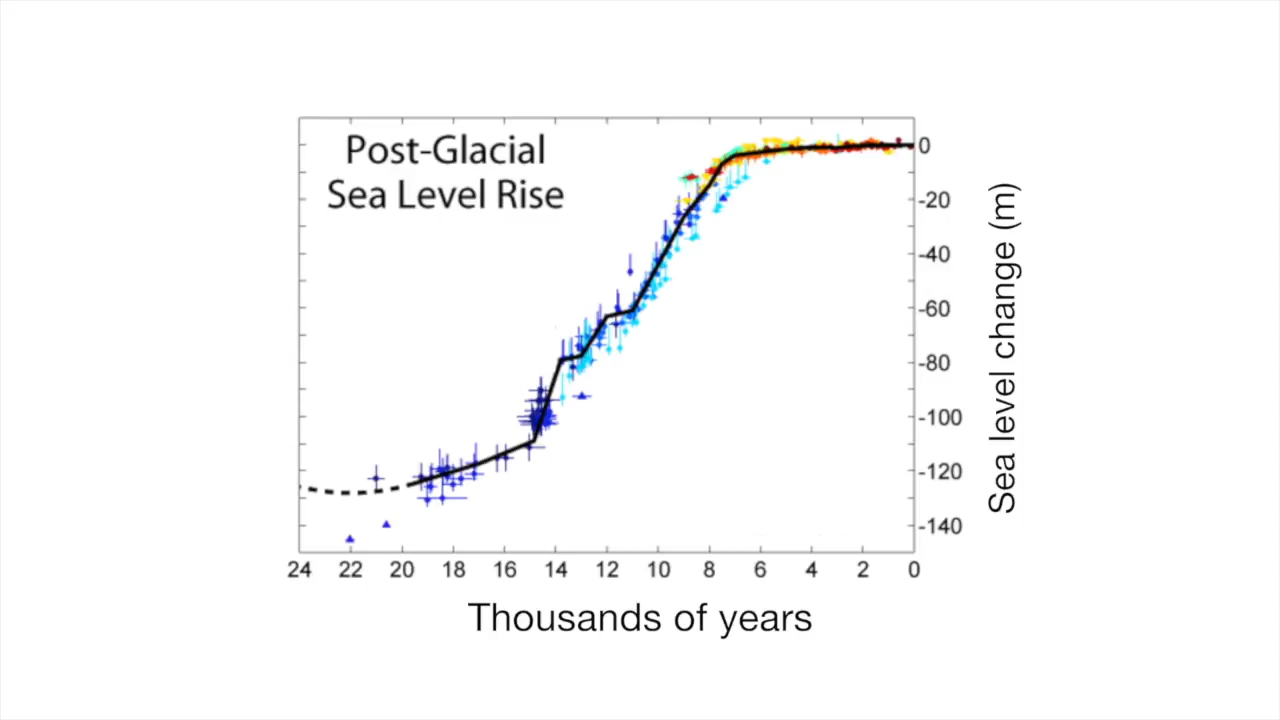 Post-Glacial
Sea Level Rise
0
-20
-40
-60
-80
-100
-120
-140
Sea level change (m)
24 22 20 18 16 14 12 10 8 6 4 2 0
Thousands of years